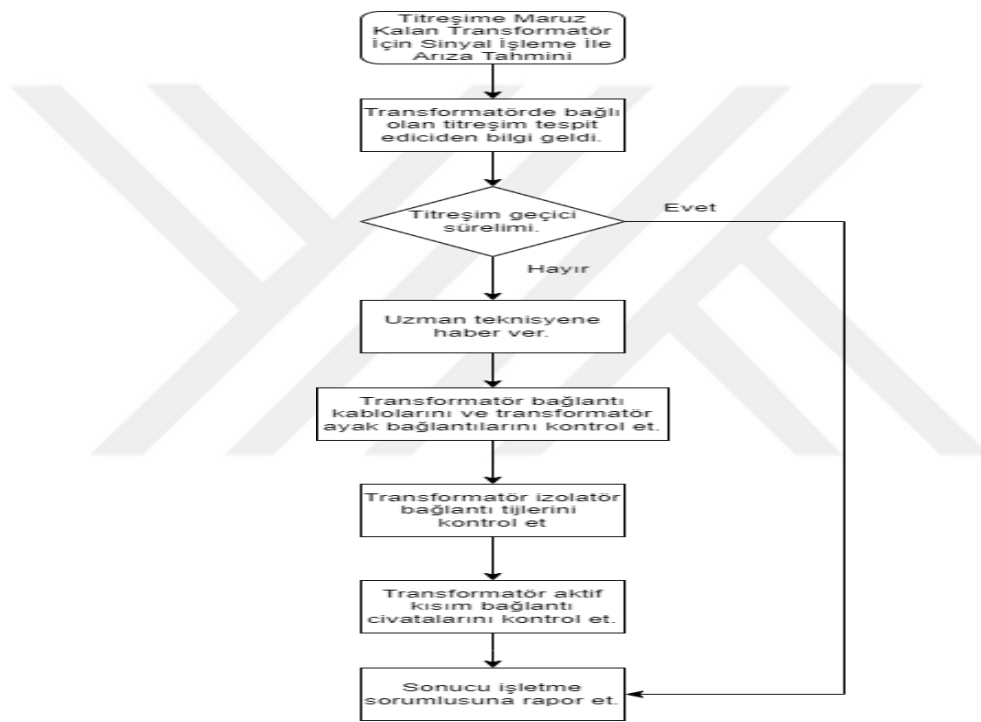 Titreşime Maruz
Kalan Transformatör
İçin Sinyal İşleme İle
Arıza Tahmini
Transformatörde bağlı
olan titreşim tespit
ediciden bilgi geldi.
Titreşim geçici
sürelimi.
Evet
Hayır
Uzman teknisyene
haber ver.
Transformatör bağlantı
kablolarını ve transformatör
ayak bağlantılarını kontrol et.
Transformatör izolatör
bağlantı tijlerini
kontrol et
Transformatör aktif
kısım bağlantı
civatalarını kontrol et.
Sonucu işletme
sorumlusuna rapor et.